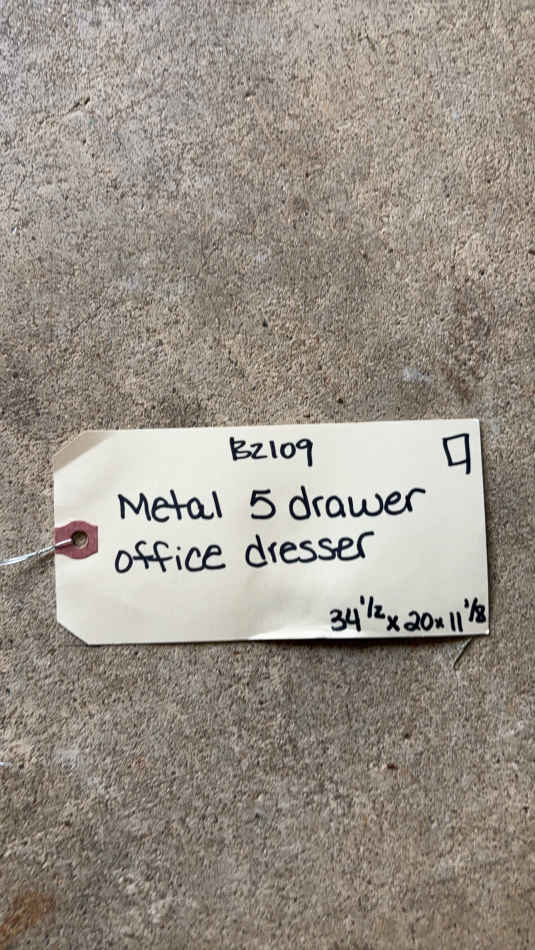 BZ109
Metal 5 drawer
office dresser
34 1/2 x 20 x 11 1/8